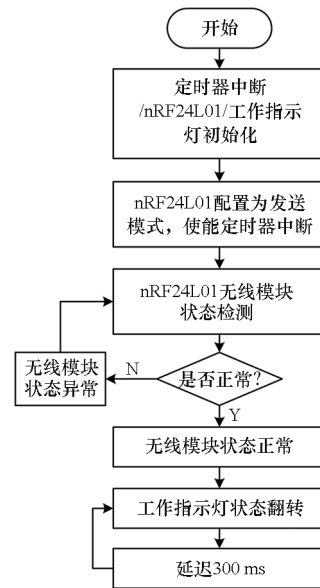 开始
定时器中断
/nRF24L01/工作指示
灯初始化
nRF24L01配置为发送
模式，使能定时器中断
nRF24L01无线模块
状态检测
无线模块
状态异常
N
是否正常?
Y
无线模块状态正常
工作指示灯状态翻转
延迟300 ms